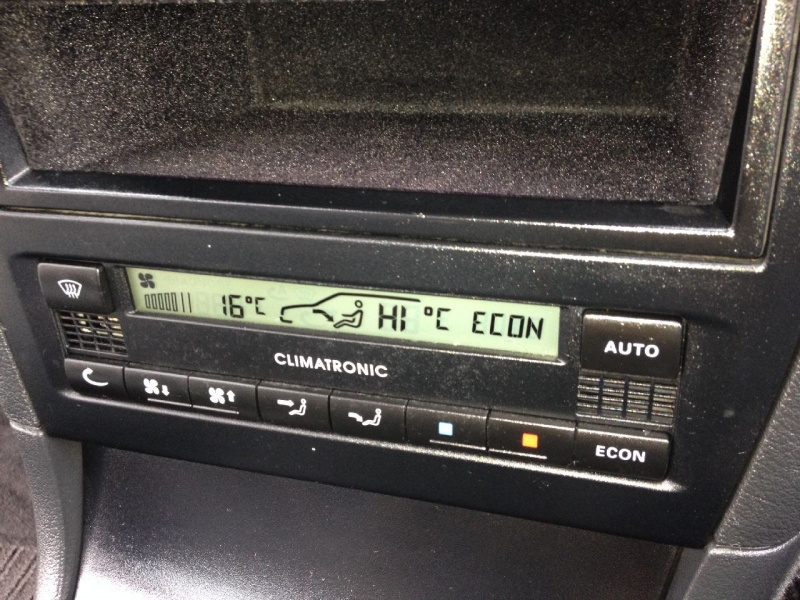 16°C HI °C ECON
AUTO
CLIMATRONIC
ECON